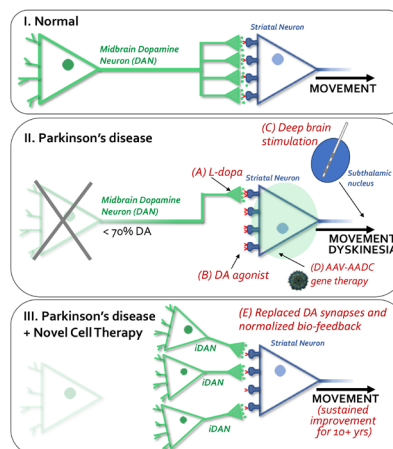 I. Normal
Midbrain Dopamine
Neuron (DAN)
Striatal Neuron
MOVEMENT
II. Parkinson's disease
(C) Deep brain
stimulation
(A) L-dopa
Striatal Neuron
Subthalamic
nucleus
Midbrain Dopamine
Neuron (DAN)
< 70% DA
MOVEMENT
DYSKINESIA
(B) DA agonist
(D) AAV-AADC
gene therapy
III. Parkinson's disease
+ Novel Cell Therapy
(E) Replaced DA synapses and
normalized bio-feedback
Striatal Neuron
iDAN
iDAN
iDAN
MOVEMENT
(sustained
improvement
for 10+ yrs)